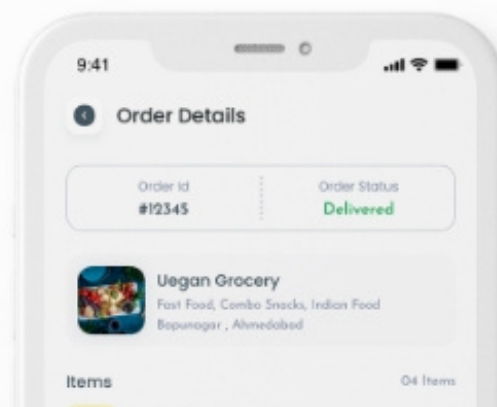 9:41
Order Details
Order Id
Order Status
#12345
Delivered
Uegan Grocery
Fast Food, Combo Snacks, Indian Food
Bapunagar , Ahmedabad
Items
04 Items